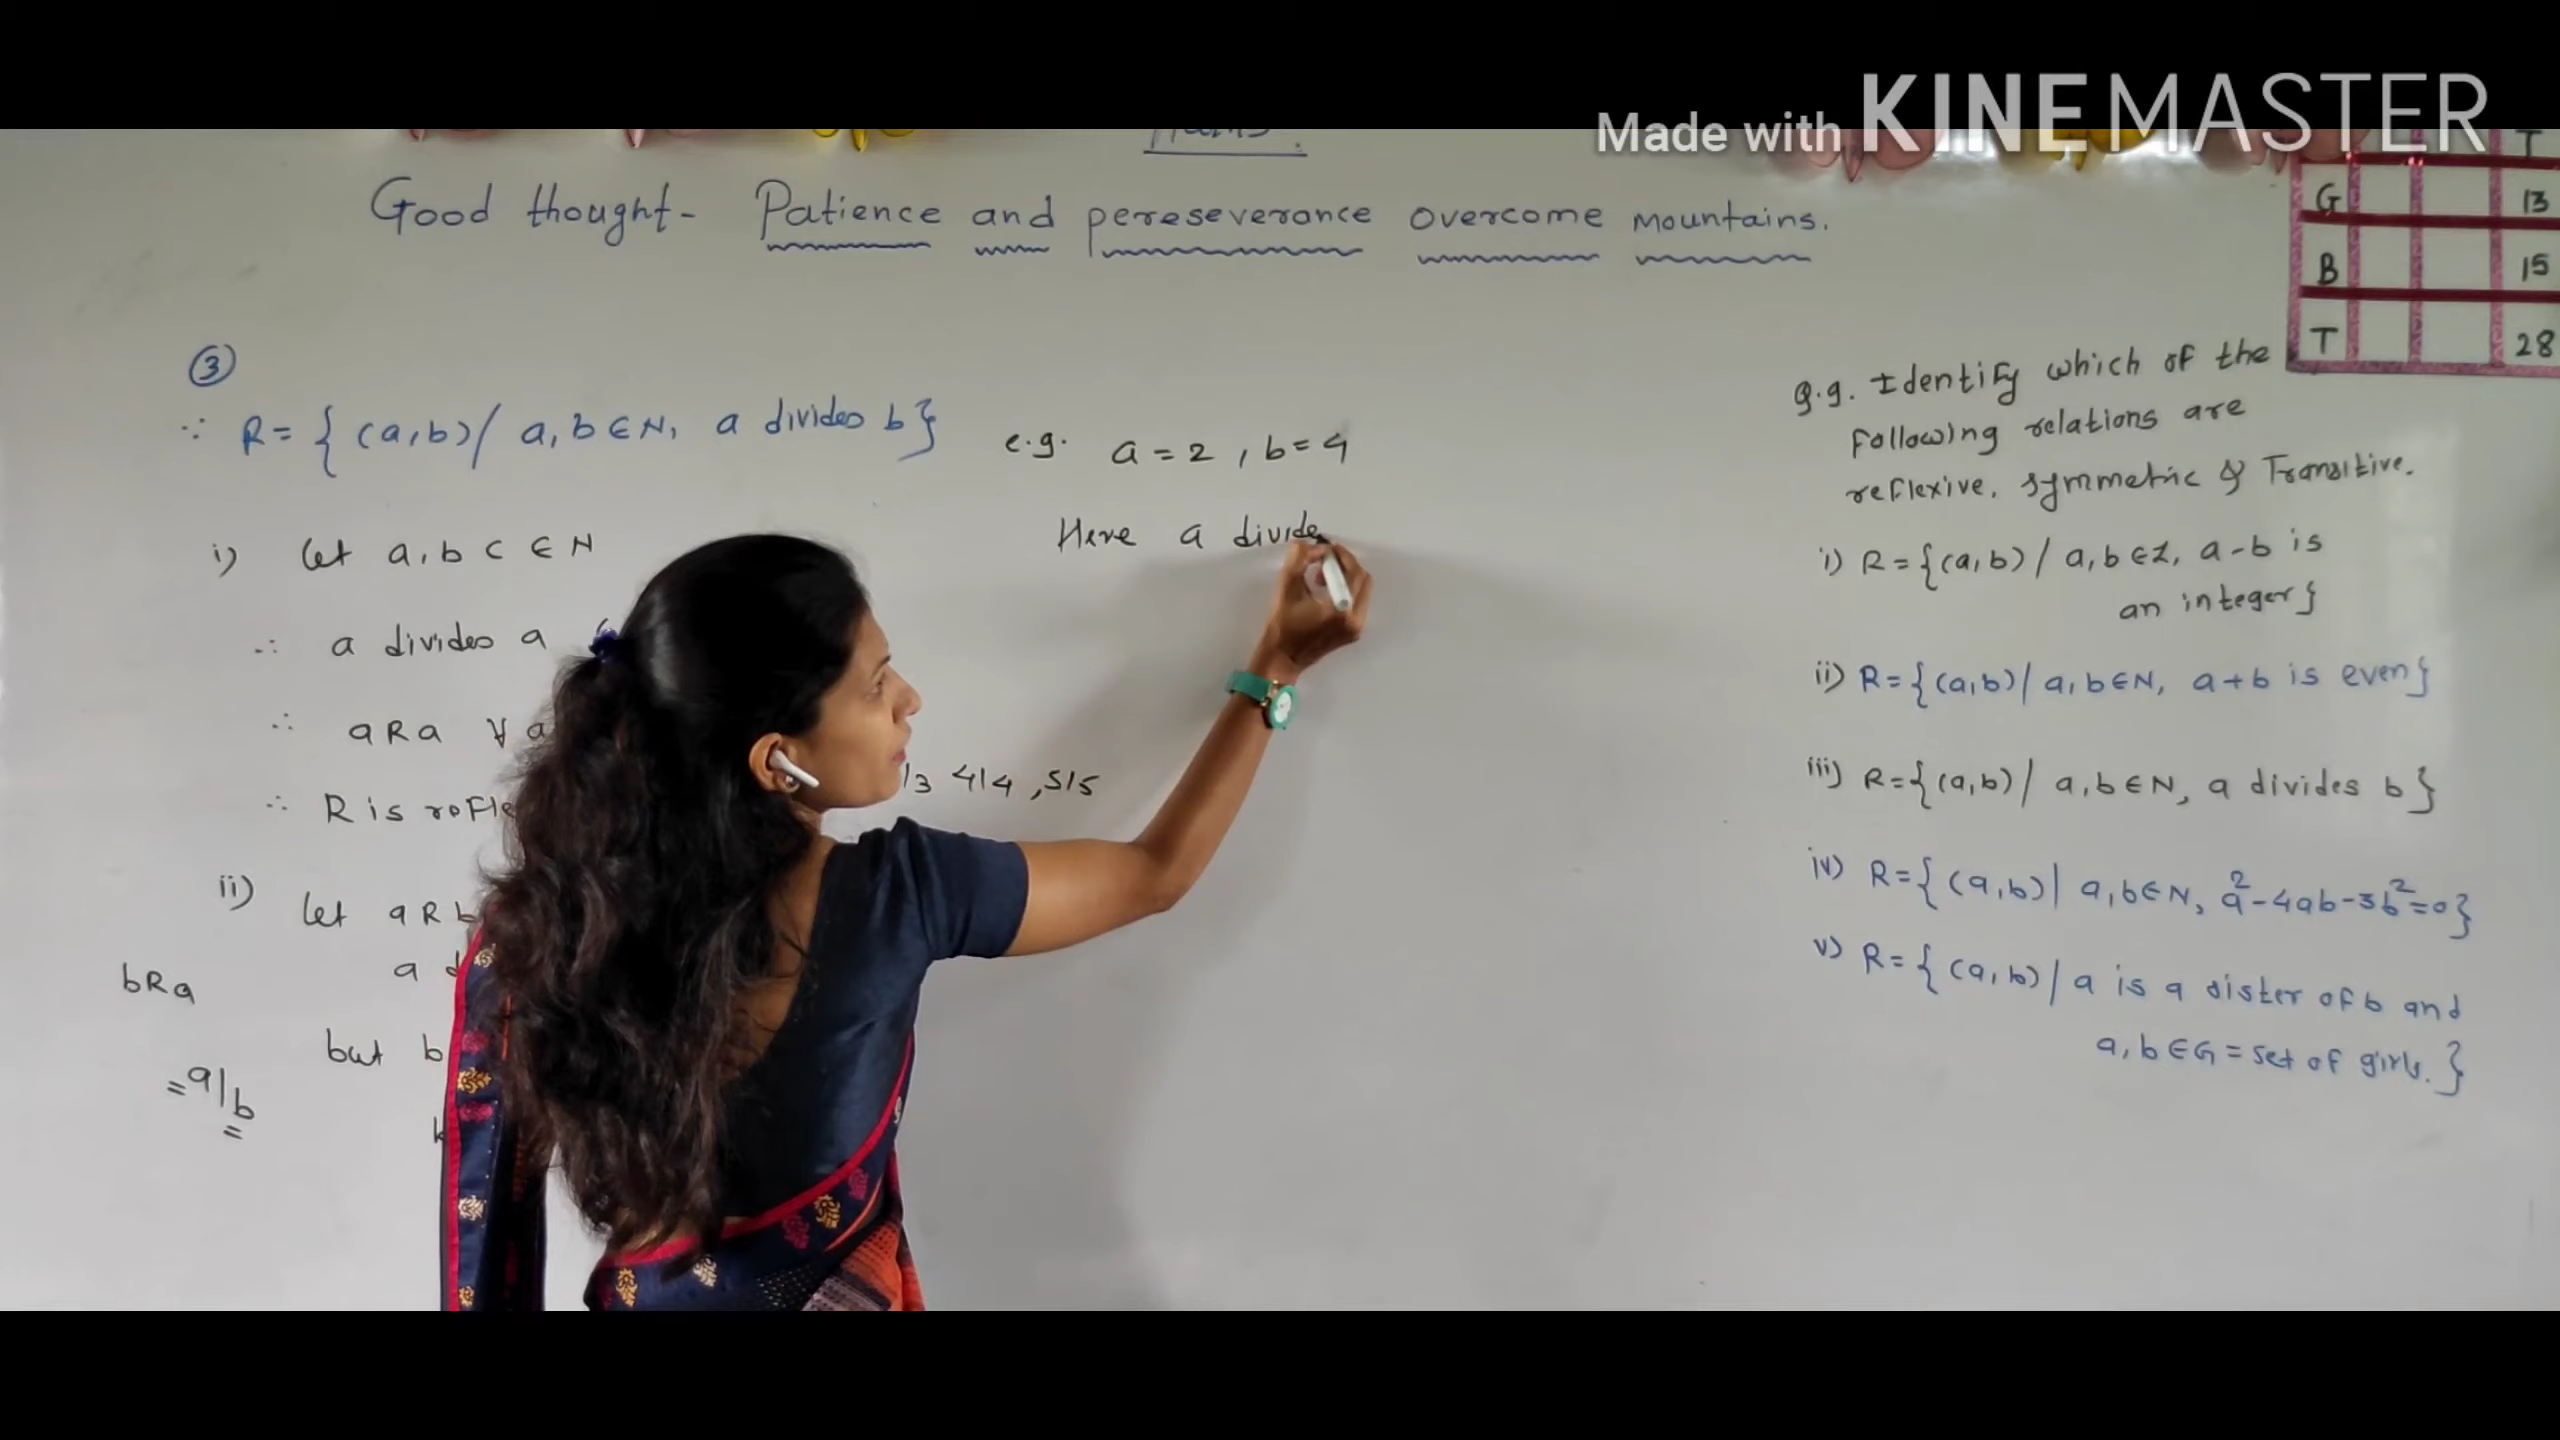 Made with KINEMASTER
Good thought - Patience and pereseverance overcome mountains.
T
G 13
B 15
T 28
③
∵ R = { (a,b) / a, b ∈ N, a divides b}
i) let a, b c ∈ N
∴ a divides a
∴ aRa ∀ a
∴ R is
ii) let aRb
a
bRa
but b
= a/b
e.g. a = 2 , b = 4
Here a divide
/3 4/4 , 5/5
Identify which of the
following relations are
reflexive, symmetric & Transitive.
i) R = {(a,b) / a, b ∈ Z, a-b is
an integer}
ii) R = {(a,b) / a, b ∈ N, a+b is even}
iii) R = {(a,b) / a, b ∈ N, a divides b}
iv) R = { (a,b) | a, b ∈ N, a²-4ab-3b²=0}
v) R = { (a, b) / a is a sister of b and
a, b ∈ G = set of girls. }